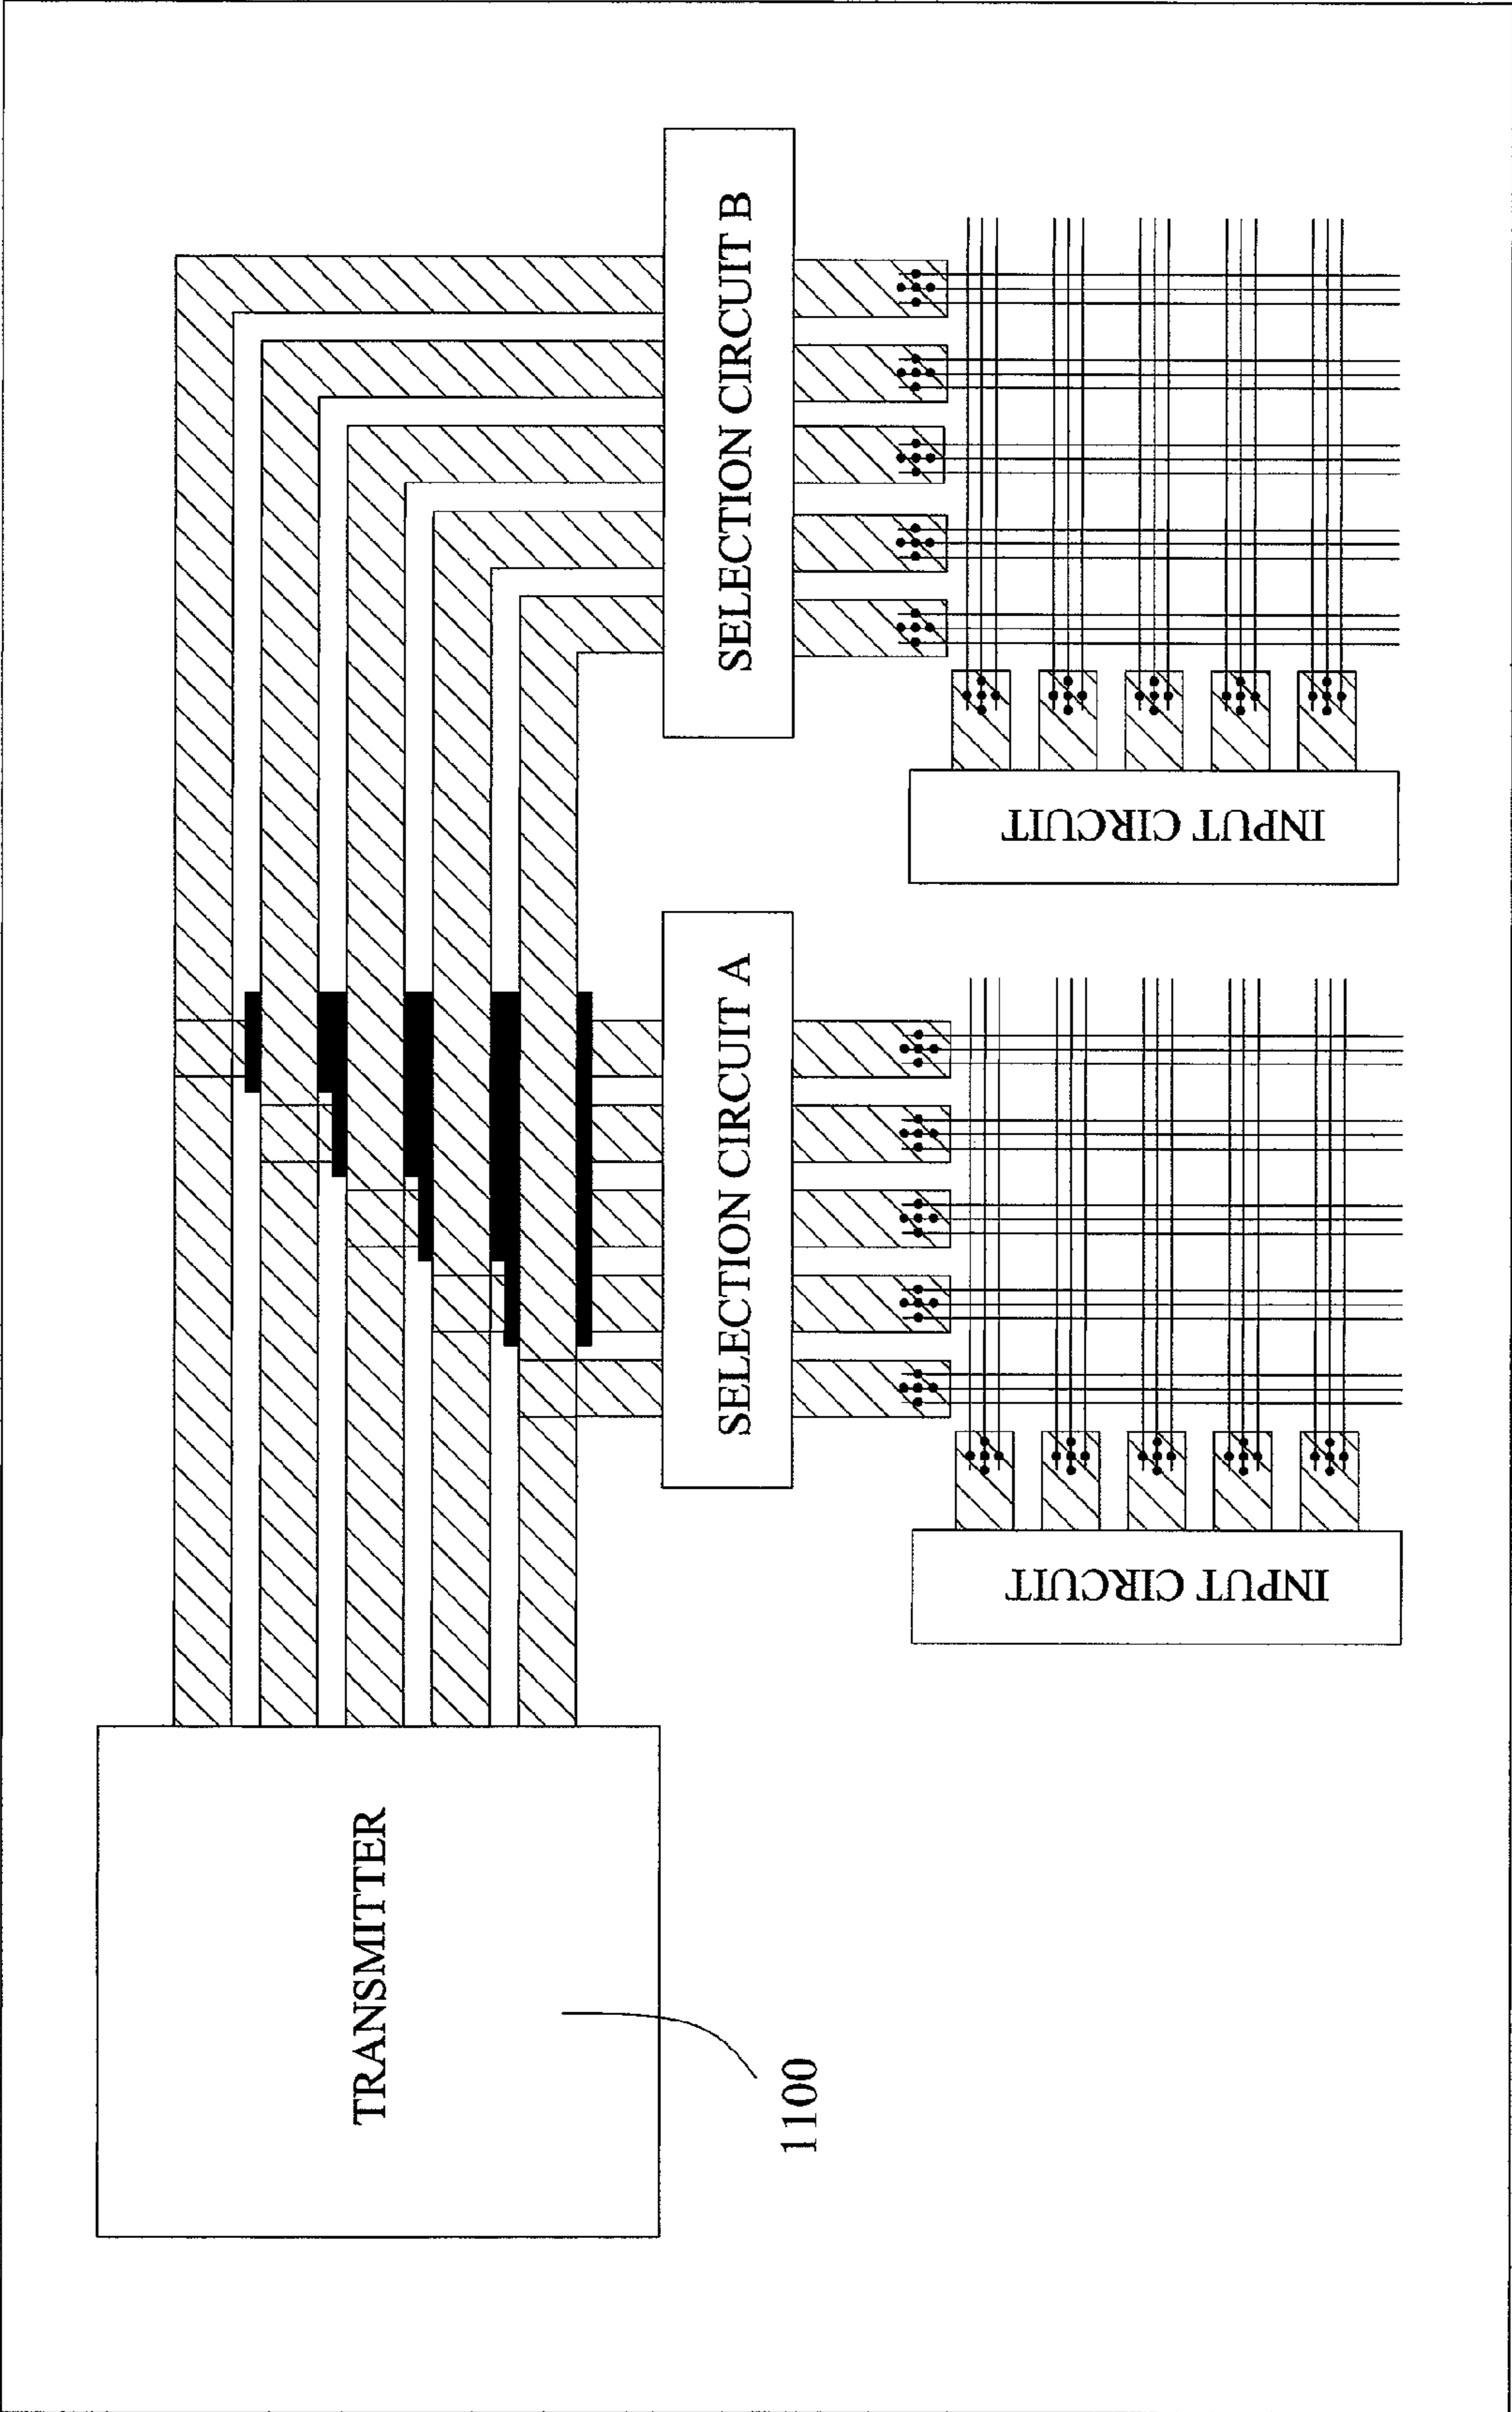 TRANSMITTER
1100
SELECTION CIRCUIT A
SELECTION CIRCUIT B
INPUT CIRCUIT
INPUT CIRCUIT